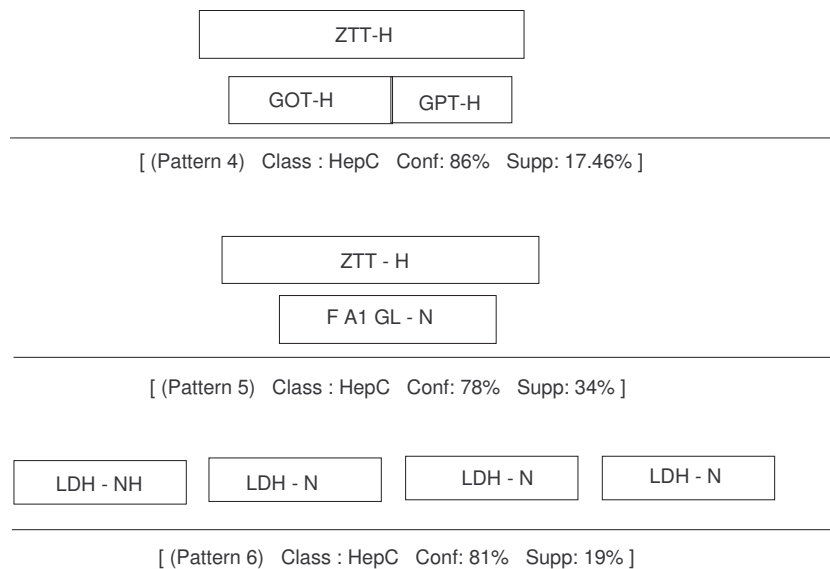 ZTT-H
GOT-H GPT-H
[ (Pattern 4) Class : HepC Conf: 86% Supp: 17.46% ]
ZTT - H
F A1 GL - N
[ (Pattern 5) Class : HepC Conf: 78% Supp: 34% ]
LDH - NH LDH - N LDH - N LDH - N
[ (Pattern 6) Class : HepC Conf: 81% Supp: 19% ]